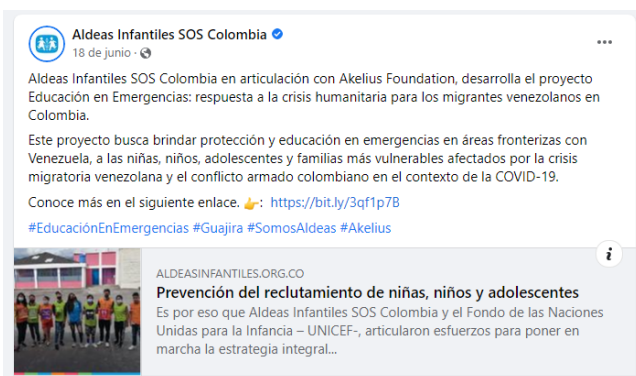 Aldeas Infantiles SOS Colombia
18 de junio ·
Aldeas Infantiles SOS Colombia en articulación con Akelius Foundation, desarrolla el proyecto
Educación en Emergencias: respuesta a la crisis humanitaria para los migrantes venezolanos en
Colombia.
Este proyecto busca brindar protección y educación en emergencias en áreas fronterizas con
Venezuela, a las niñas, niños, adolescentes y familias más vulnerables afectados por la crisis
migratoria venezolana y el conflicto armado colombiano en el contexto de la COVID-19.
Conoce más en el siguiente enlace. 👉: https://bit.ly/3qf1p7B
#EducaciónEnEmergencias #Guajira #SomosAldeas #Akelius
ALDEASINFANTILES.ORG.CO
Prevención del reclutamiento de niñas, niños y adolescentes
Es por eso que Aldeas Infantiles SOS Colombia y el Fondo de las Naciones
Unidas para la Infancia – UNICEF-, articularon esfuerzos para poner en
marcha la estrategia integral...